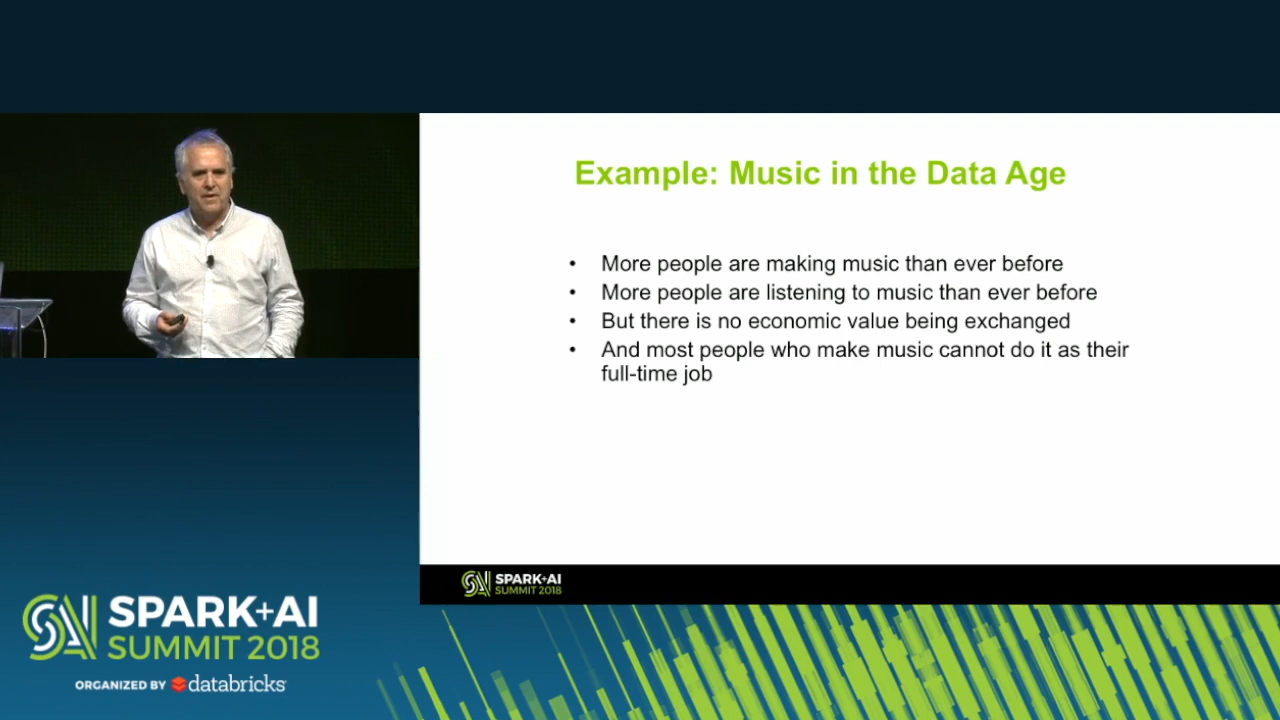 Example: Music in the Data Age
• More people are making music than ever before
• More people are listening to music than ever before
• But there is no economic value being exchanged
• And most people who make music cannot do it as their
full-time job
SPARK+AI
SUMMIT 2018
SPARK+AI
SUMMIT 2018
ORGANIZED BY databricks